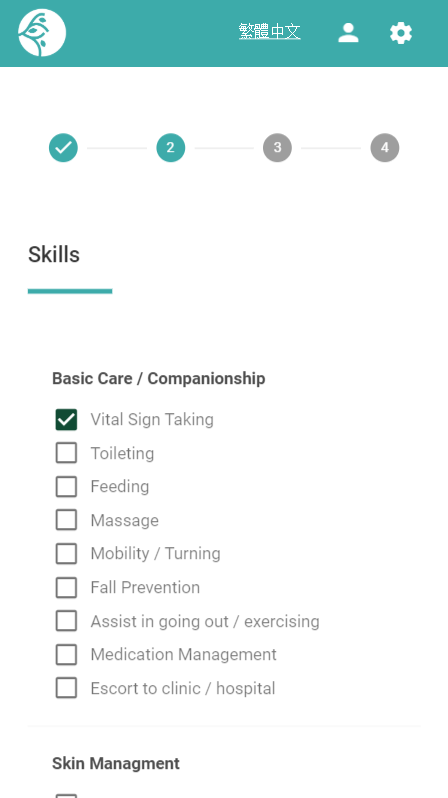 繁體中文
2
3
4
Skills
Basic Care / Companionship
Vital Sign Taking
Toileting
Feeding
Massage
Mobility / Turning
Fall Prevention
Assist in going out / exercising
Medication Management
Escort to clinic / hospital
Skin Managment